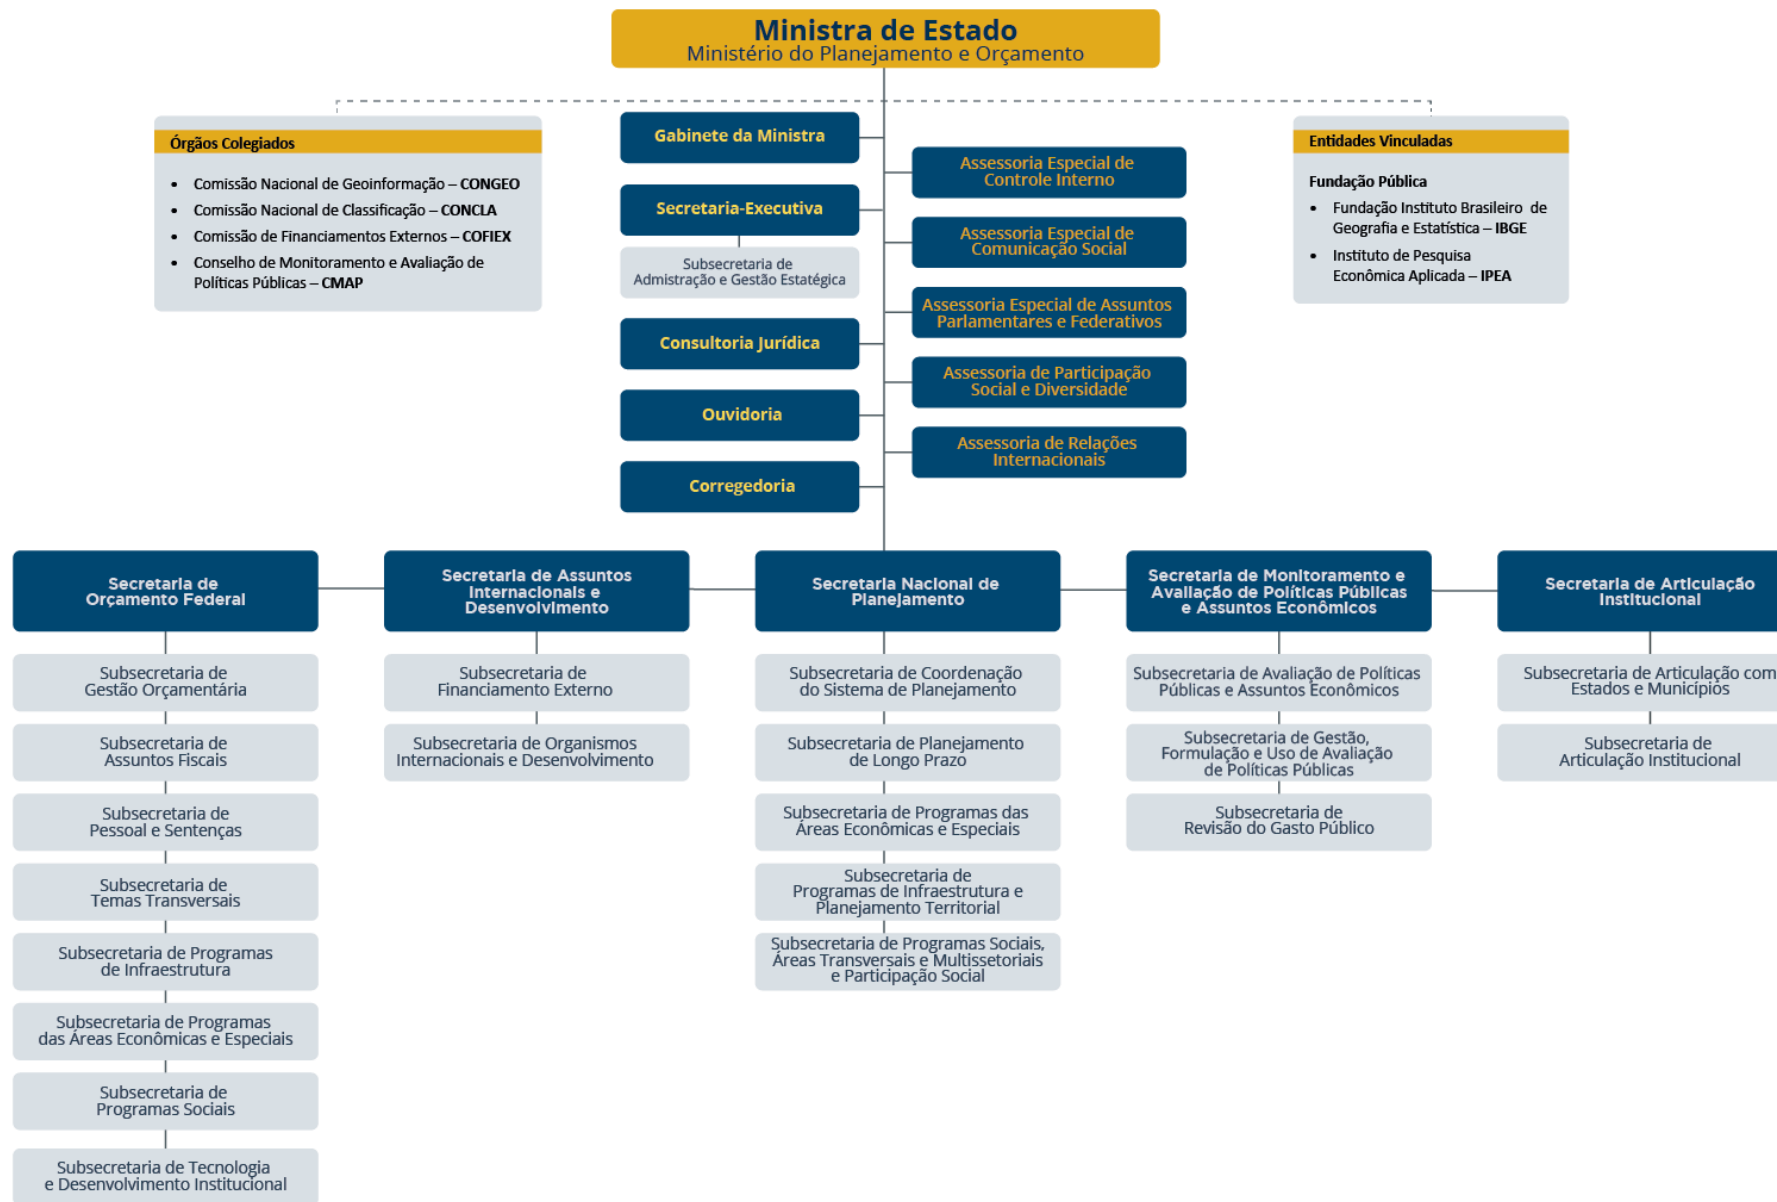 Ministra de Estado
Ministério do Planejamento e Orçamento
Órgãos Colegiados
• Comissão Nacional de Geoinformação – CONGEO
• Comissão Nacional de Classificação – CONCLA
• Comissão de Financiamentos Externos – COFIEX
• Conselho de Monitoramento e Avaliação de
Políticas Públicas – CMAP
Gabinete da Ministra
Secretaria-Executiva
Subsecretaria de
Admistração e Gestão Estatégica
Consultoria Jurídica
Ouvidoria
Corregedoria
Assessoria Especial de
Controle Interno
Assessoria Especial de
Comunicação Social
Assessoria Especial de Assuntos
Parlamentares e Federativos
Assessoria de Participação
Social e Diversidade
Assessoria de Relações
Internacionais
Entidades Vinculadas
Fundação Pública
• Fundação Instituto Brasileiro de
Geografia e Estatística – IBGE
• Instituto de Pesquisa
Econômica Aplicada – IPEA
Secretaria de
Orçamento Federal
Subsecretaria de
Gestão Orçamentária
Subsecretaria de
Assuntos Fiscais
Subsecretaria de
Pessoal e Sentenças
Subsecretaria de
Temas Transversais
Subsecretaria de Programas
de Infraestrutura
Subsecretaria de Programas
das Áreas Econômicas e Especiais
Subsecretaria de
Programas Sociais
Subsecretaria de Tecnologia
e Desenvolvimento Institucional
Secretaria de Assuntos
Internacionais e
Desenvolvimento
Subsecretaria de
Financiamento Externo
Subsecretaria de Organismos
Internacionais e Desenvolvimento
Secretaria Nacional de
Planejamento
Subsecretaria de Coordenação
do Sistema de Planejamento
Subsecretaria de Planejamento
de Longo Prazo
Subsecretaria de Programas das
Áreas Econômicas e Especiais
Subsecretaria de
Programas de Infraestrutura e
Planejamento Territorial
Subsecretaria de Programas Sociais,
Áreas Transversais e Multissetoriais
e Participação Social
Secretaria de Monitoramento e
Avaliação de Políticas Públicas
e Assuntos Econômicos
Subsecretaria de Avaliação de Políticas
Públicas e Assuntos Econômicos
Subsecretaria de Gestão,
Formulação e Uso de Avaliação
de Políticas Públicas
Subsecretaria de
Revisão do Gasto Público
Secretaria de Articulação
Institucional
Subsecretaria de Articulação com
Estados e Municípios
Subsecretaria de
Articulação Institucional